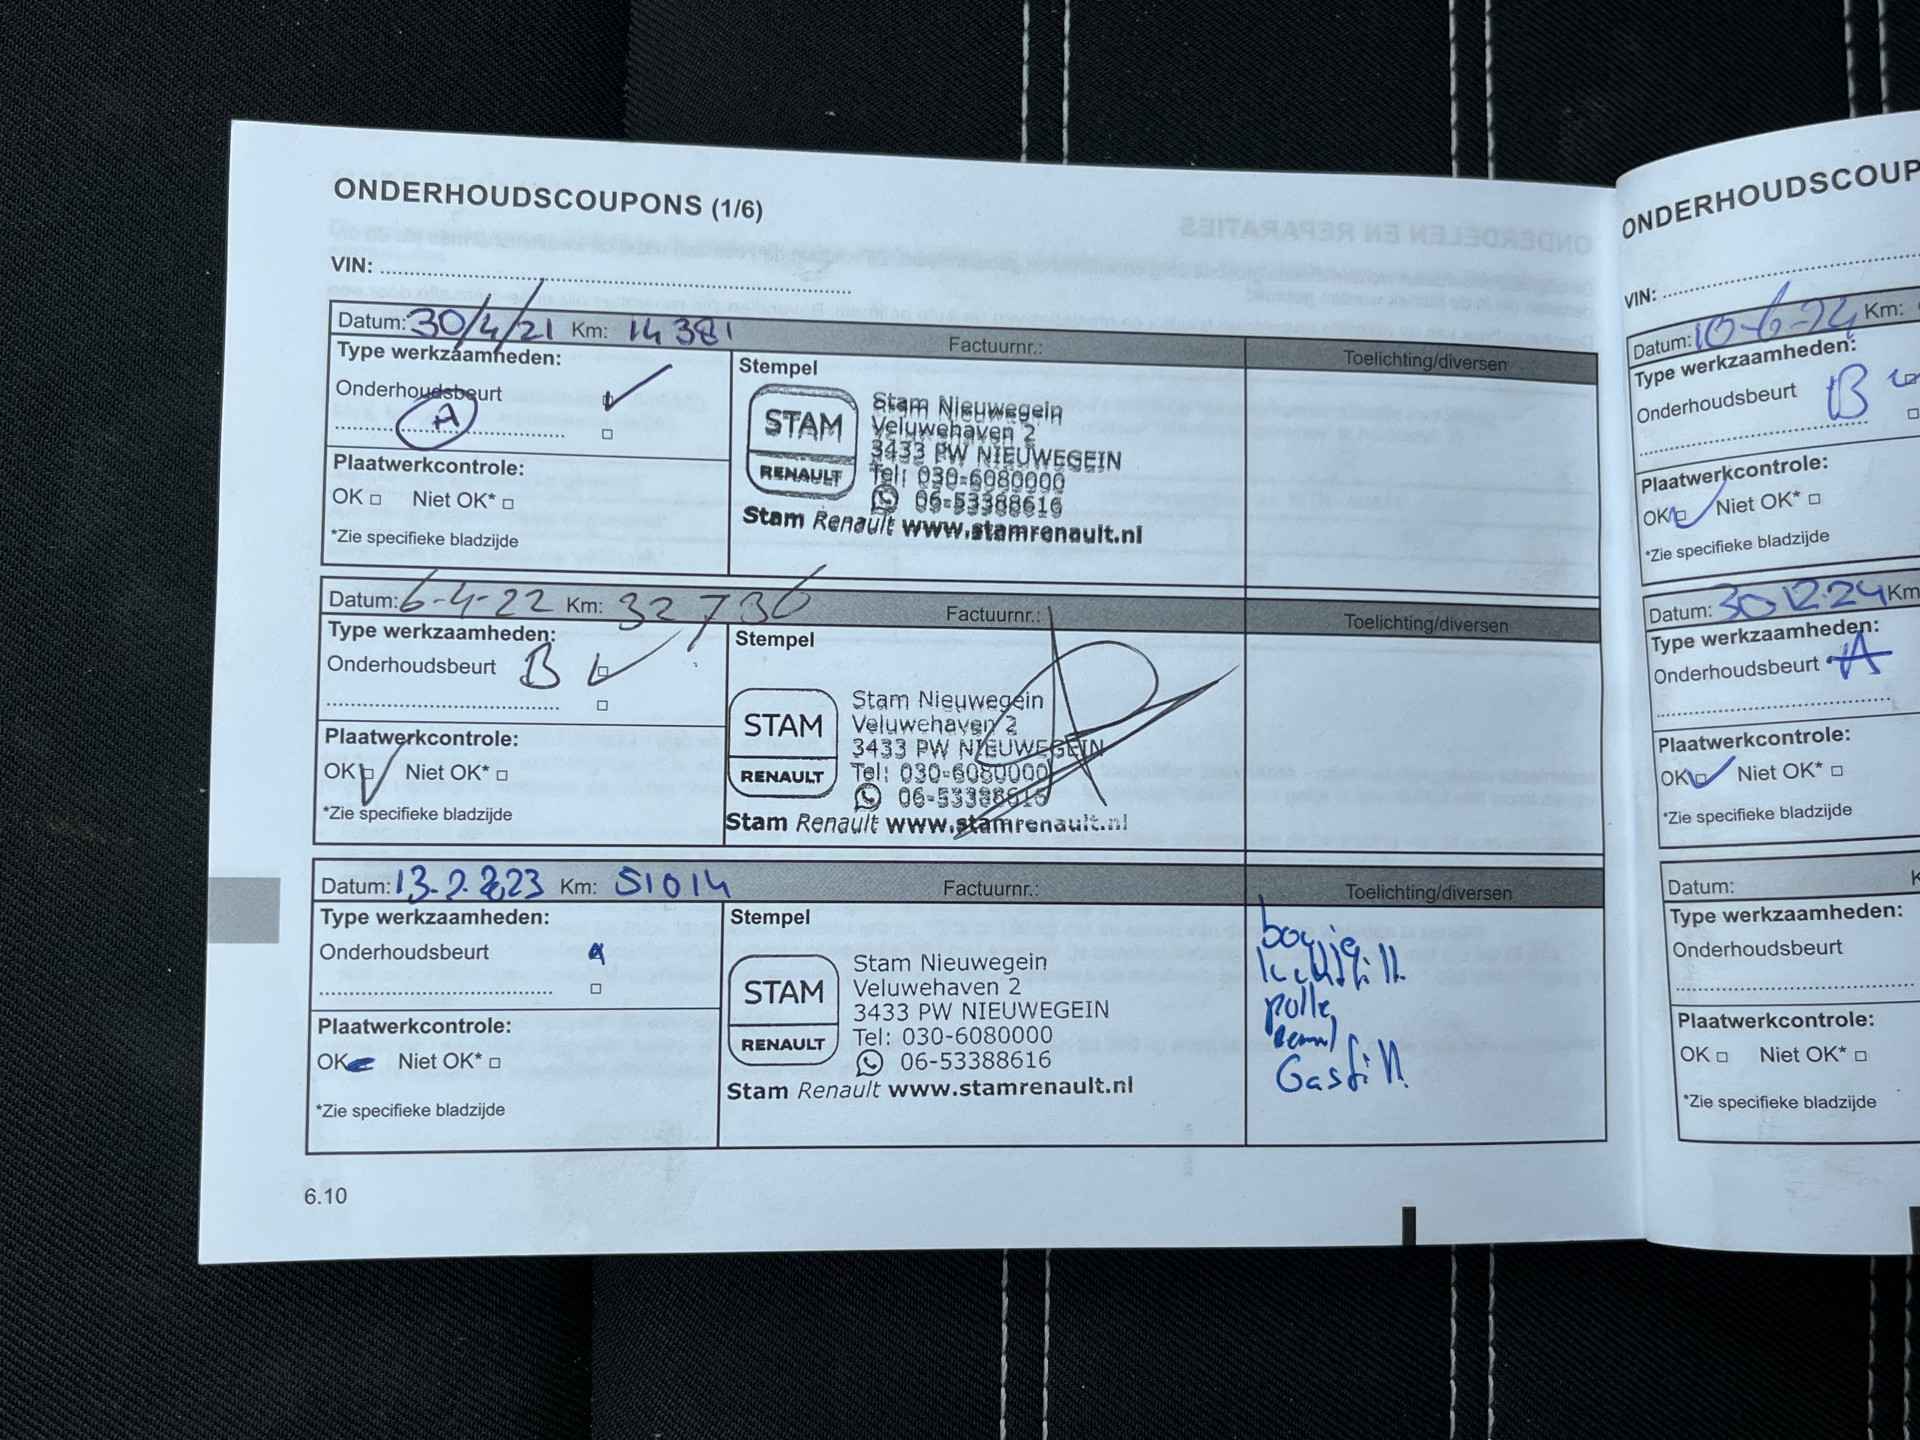 ONDERHOUDSCOUPONS (1/6)
VIN:
Datum: 30/4/21 Km: 14 381 Factuurnr.: Toelichting/diversen
Type werkzaamheden:
Onderhoudsbeurt
A
Plaatwerkcontrole:
OK Niet OK*
*Zie specifieke bladzijde
Stempel
STAM
RENAULT
Stam Nieuwegein
Veluwehaven 2
3433 PW NIEUWEGEIN
Tel: 030-6080000
06-53388616
Stam Renault www.stamrenault.nl
Datum: 6-4-22 Km: 32 730 Factuurnr.: Toelichting/diversen
Type werkzaamheden:
Onderhoudsbeurt B
Plaatwerkcontrole:
OK Niet OK*
*Zie specifieke bladzijde
Stempel
STAM
RENAULT
Stam Nieuwegein
Veluwehaven 2
3433 PW NIEUWEGEIN
Tel: 030-6080000
06-53388616
Stam Renault www.stamrenault.nl
Datum: Km: 51014 Factuurnr.: Toelichting/diversen
Type werkzaamheden:
Onderhoudsbeurt
Plaatwerkcontrole:
OK Niet OK*
*Zie specifieke bladzijde
Stempel
STAM
RENAULT
Stam Nieuwegein
Veluwehaven 2
3433 PW NIEUWEGEIN
Tel: 030-6080000
06-53388616
Stam Renault www.stamrenault.nl
bougie
polle
6.10
ONDERHOUDSCOUP
VIN:
Datum: 10-6-24 Km:
Type werkzaamheden:
Onderhoudsbeurt B
Plaatwerkcontrole:
OK Niet OK*
*Zie specifieke bladzijde
Datum: 30 12-24 Km
Type werkzaamheden:
Onderhoudsbeurt A
Plaatwerkcontrole:
OK Niet OK*
*Zie specifieke bladzijde
Datum:
Type werkzaamheden:
Onderhoudsbeurt
Plaatwerkcontrole:
OK Niet OK*
*Zie specifieke bladzijde